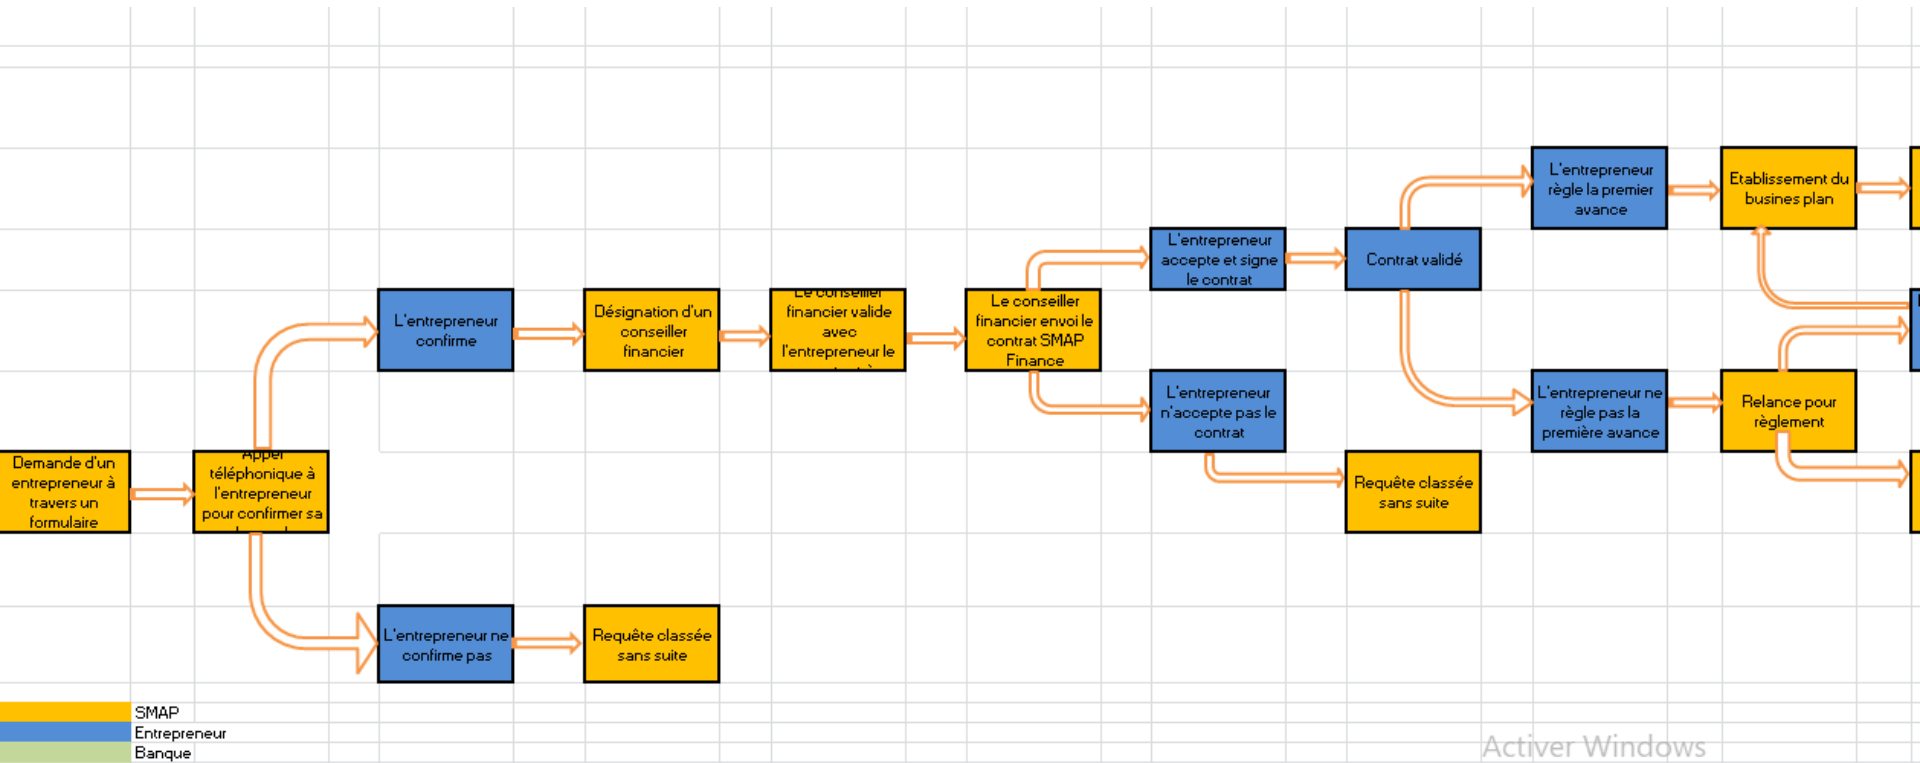 Demande d'un
entrepreneur à
travers un
formulaire
Appel
téléphonique à
l'entrepreneur
pour confirmer sa
L'entrepreneur
confirme
L'entrepreneur ne
confirme pas
Désignation d'un
conseiller
financier
Requête classée
sans suite
Le conseiller
financier valide
avec
l'entrepreneur le
Le conseiller
financier envoi le
contrat SMAP
Finance
L'entrepreneur
accepte et signe
le contrat
L'entrepreneur
n'accepte pas le
contrat
Contrat validé
Requête classée
sans suite
L'entrepreneur
règle la premier
avance
L'entrepreneur ne
règle pas la
première avance
Etablissement du
busines plan
Relance pour
règlement
SMAP
Entrepreneur
Banque
Activer Windows